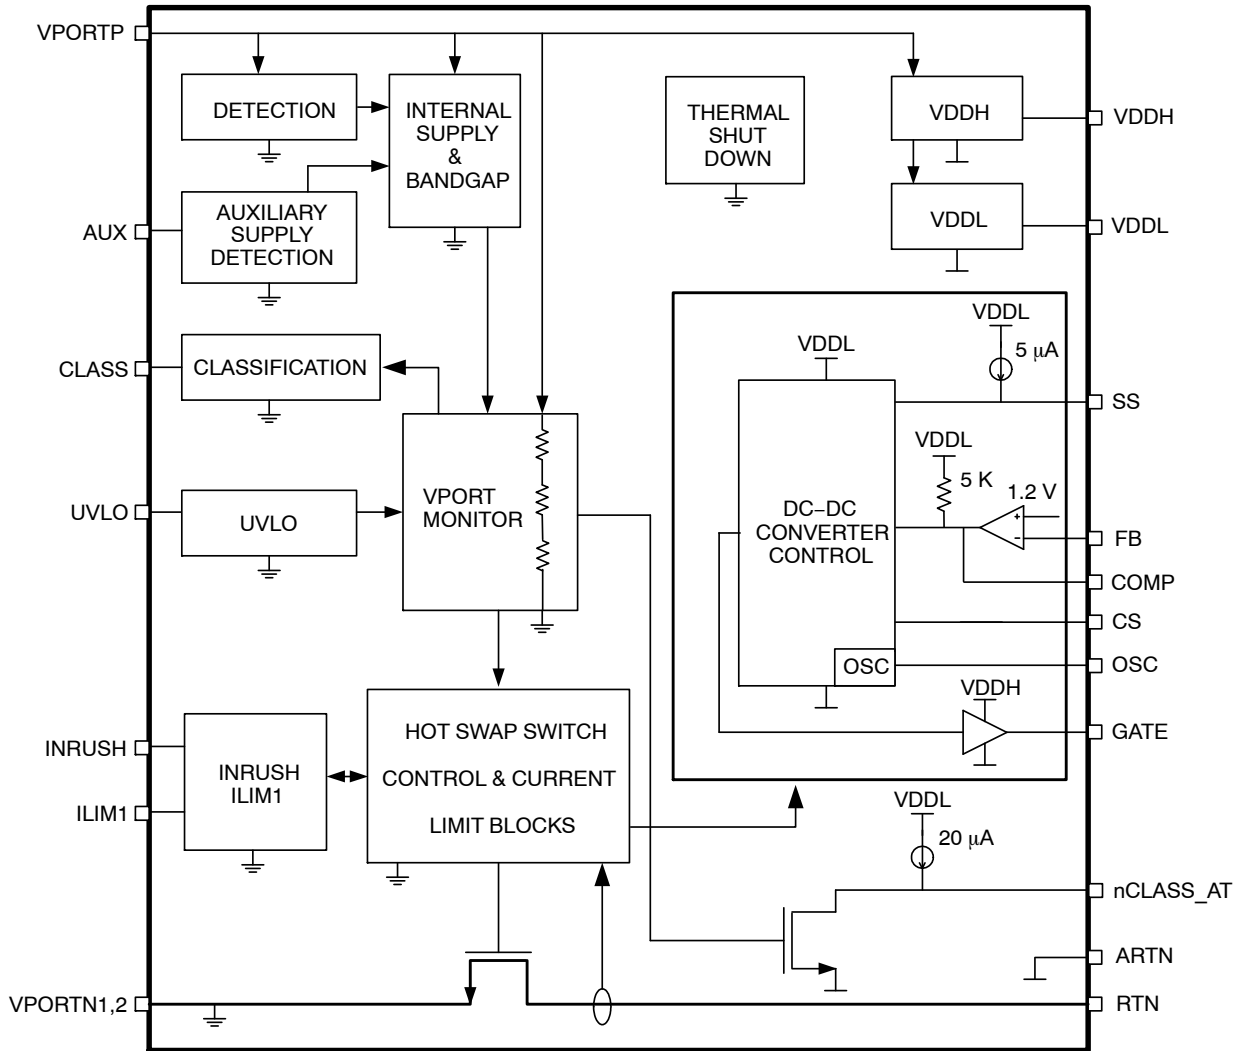 VPORTP
DETECTION
INTERNAL
SUPPLY
&
BANDGAP
THERMAL
SHUT
DOWN
VDDH
VDDH
AUX
AUXILIARY
SUPPLY
DETECTION
VDDL
VDDL
CLASS
CLASSIFICATION
VDDL
VDDL
5 μA
SS
UVLO
UVLO
VPORT
MONITOR
DC−DC
CONVERTER
CONTROL
VDDL
5 K
1.2 V
+
−
FB
COMP
CS
OSC
OSC
VDDH
GATE
INRUSH
ILIM1
INRUSH
ILIM1
HOT SWAP SWITCH
CONTROL & CURRENT
LIMIT BLOCKS
VDDL
20 μA
nCLASS_AT
ARTN
VPORTN1,2
RTN